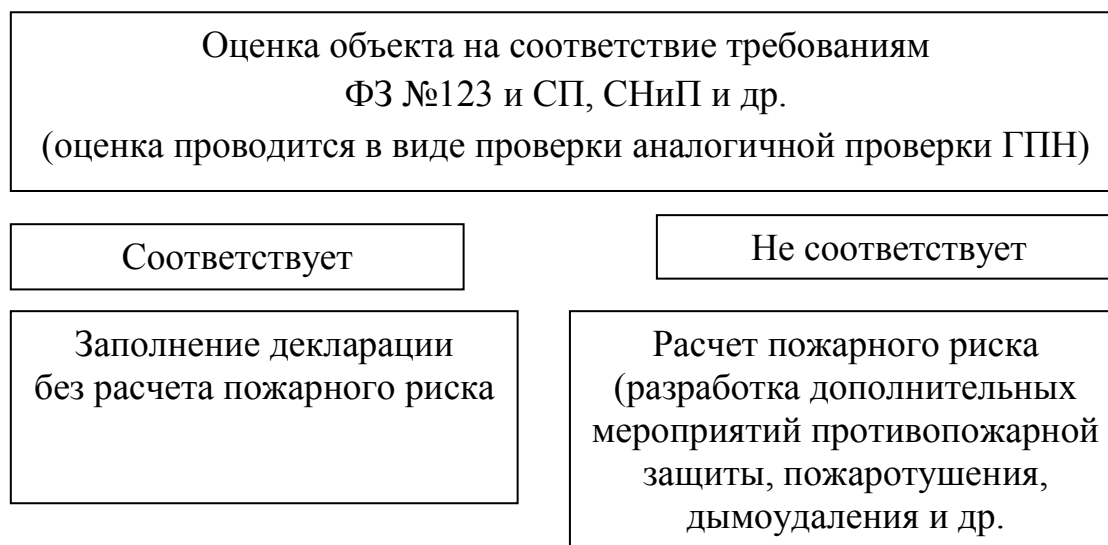 Оценка объекта на соответствие требованиям
ФЗ №123 и СП, СНиП и др.
(оценка проводится в виде проверки аналогичной проверки ГПН)
Соответствует
Не соответствует
Заполнение декларации
без расчета пожарного риска
Расчет пожарного риска
(разработка дополнительных
мероприятий противопожарной
защиты, пожаротушения,
дымоудаления и др.